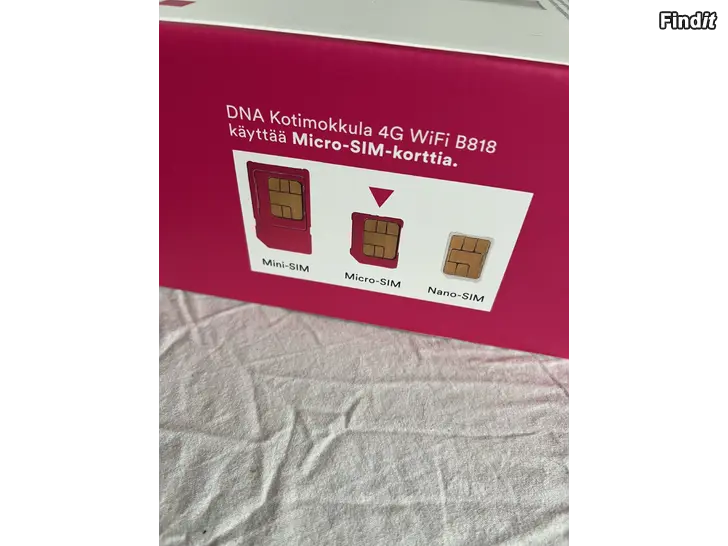 Findit
DNA Kotimokkula 4G WiFi B818
käyttää Micro-SIM-korttia.
Mini-SIM
Micro-SIM
Nano-SIM